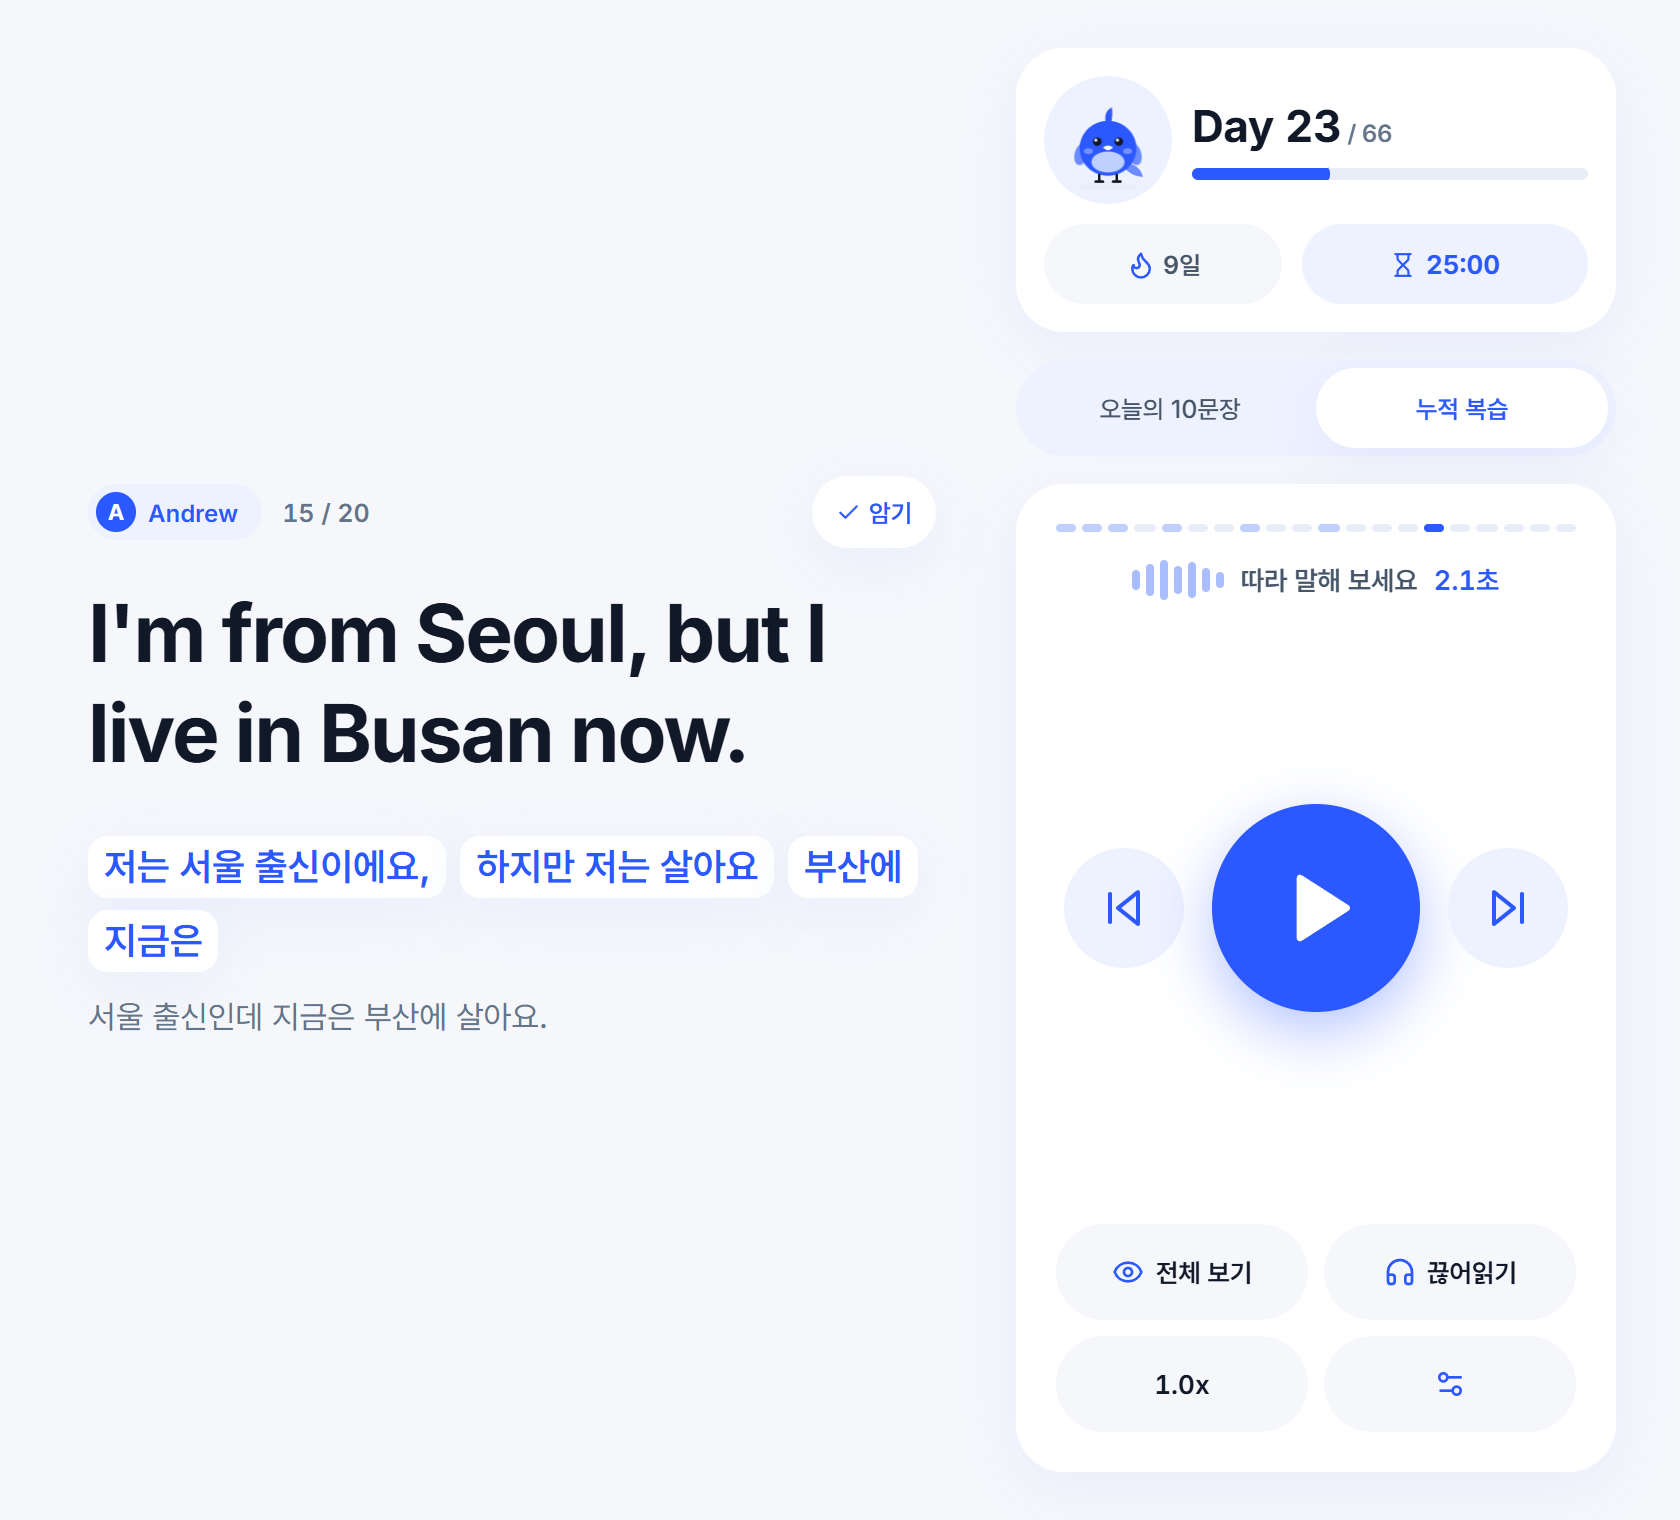 A Andrew 15 / 20 암기
I'm from Seoul, but I
live in Busan now.
저는 서울 출신이에요, 하지만 저는 살아요 부산에
지금은
서울 출신인데 지금은 부산에 살아요.
Day 23 / 66
9일 25:00
오늘의 10문장 누적 복습
따라 말해 보세요 2.1초
전체 보기 끊어읽기
1.0x